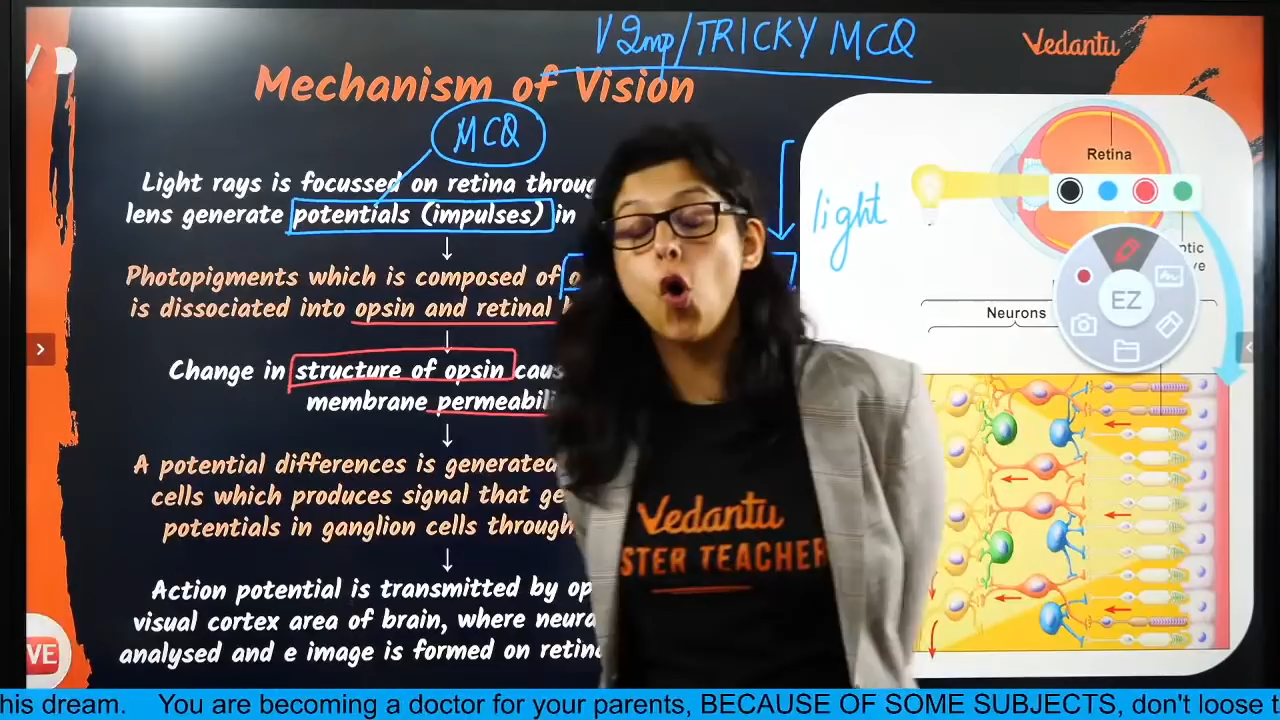 V Imp/TRICKY MCQ
Vedantu
Mechanism of Vision
MCQ
Light rays is focussed on retina throug
lens generate potentials (impulses) in
Photopigments which is composed of o
is dissociated into opsin and retinal b
Change in structure of opsin caus
membrane permeabili
A potential differences is generated
cells which produces signal that ge
potentials in ganglion cells through
Action potential is transmitted by op
visual cortex area of brain, where neura
analysed and e image is formed on retina
Retina
light
ptic
ve
EZ
Neurons
Vedantu
STER TEACHER
VE
his dream. You are becoming a doctor for your parents, BECAUSE OF SOME SUBJECTS, don't loose t